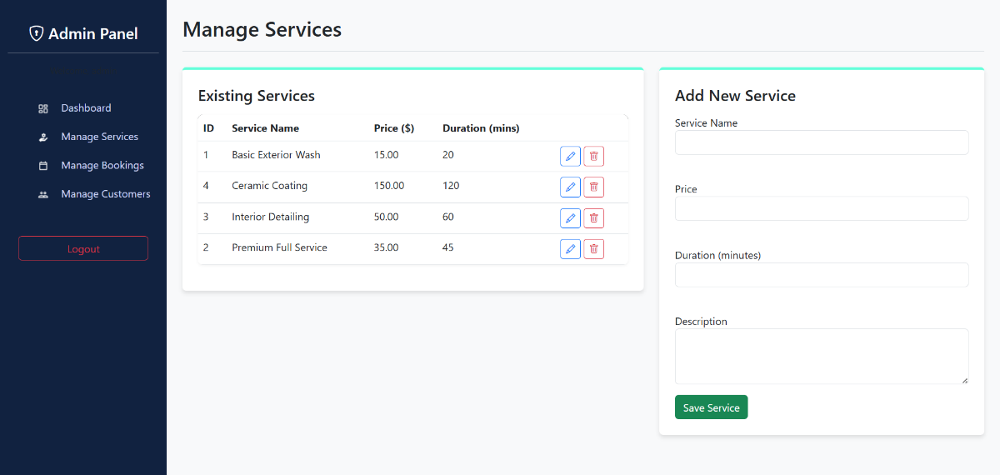 Admin Panel
Dashboard
Manage Services
Manage Bookings
Manage Customers
Logout
Manage Services
Existing Services
ID Service Name Price ($) Duration (mins)
1 Basic Exterior Wash 15.00 20
4 Ceramic Coating 150.00 120
3 Interior Detailing 50.00 60
2 Premium Full Service 35.00 45
Add New Service
Service Name
Price
Duration (minutes)
Description
Save Service